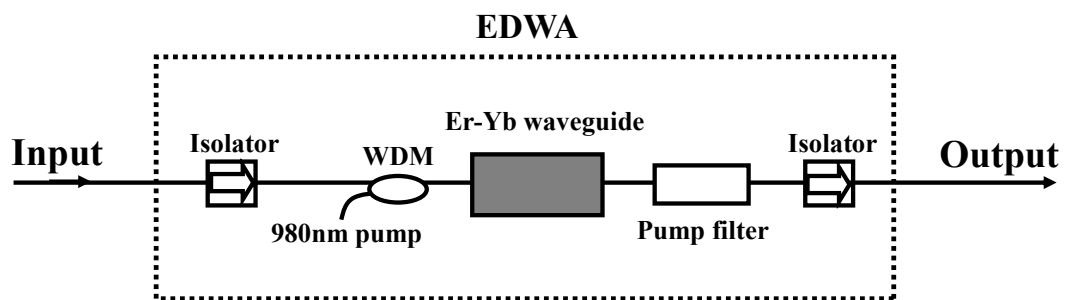 EDWA
Er-Yb waveguide
Isolator
Isolator
WDM
Input
Output
980nm pump
Pump filter